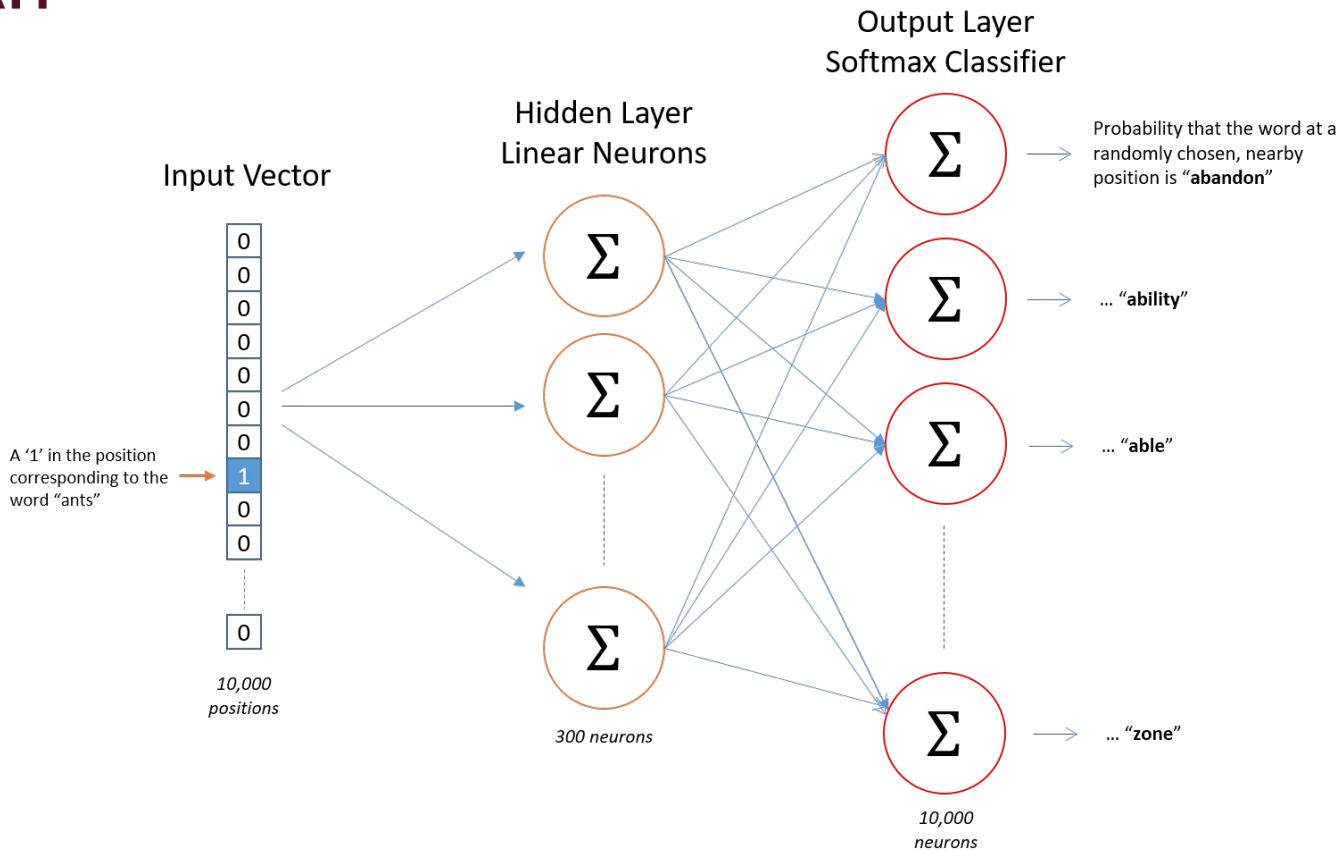 Output Layer
Softmax Classifier
Hidden Layer
Linear Neurons
Input Vector
0
0
0
0
0
0
0
1
0
0
0
A ‘1’ in the position
corresponding to the
word “ants”
10,000
positions
Σ
Σ
Σ
300 neurons
Σ
Σ
Σ
Σ
10,000
neurons
Probability that the word at a
randomly chosen, nearby
position is “abandon”
... “ability”
... “able”
... “zone”